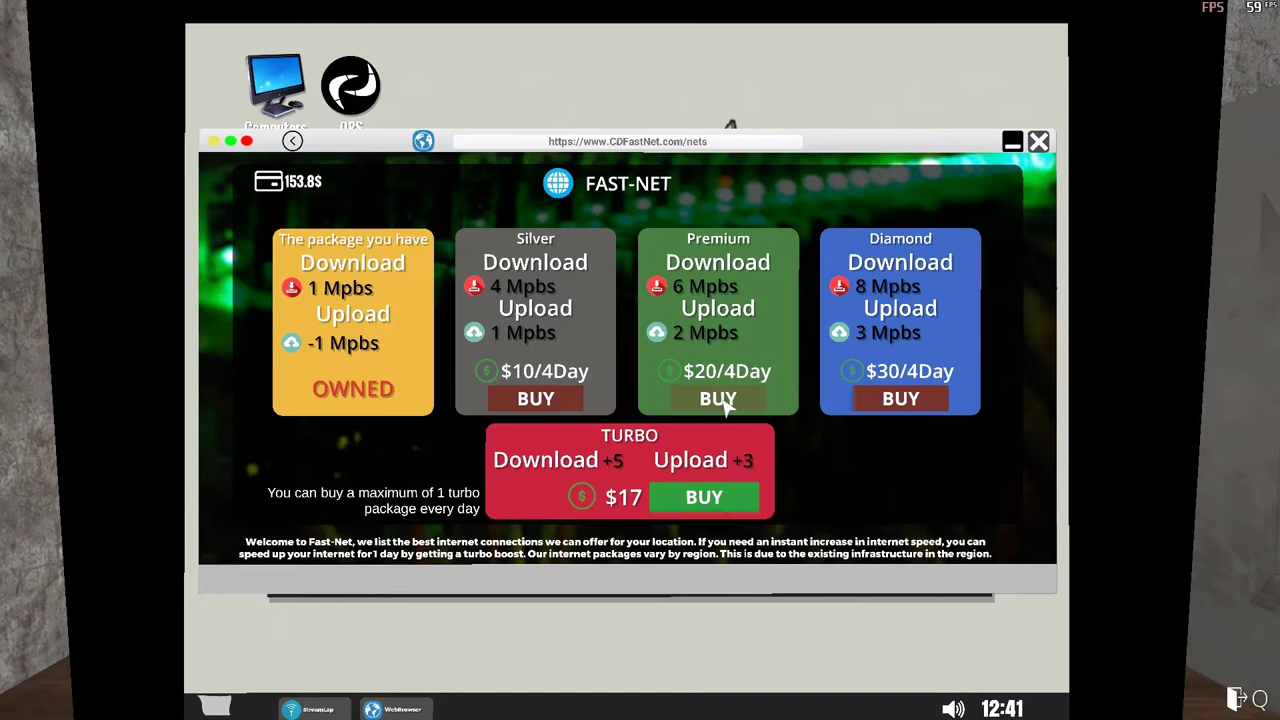 FPS 59 FPS
Computers
https://www.CDFastNet.com/nets
153.8$
FAST-NET
The package you have
Download
1 Mpbs
Upload
-1 Mpbs
OWNED
Silver
Download
4 Mpbs
Upload
1 Mpbs
$10/4Day
BUY
Premium
Download
6 Mpbs
Upload
2 Mpbs
$20/4Day
BUY
Diamond
Download
8 Mpbs
Upload
3 Mpbs
$30/4Day
BUY
TURBO
Download +5 Upload +3
$17 BUY
You can buy a maximum of 1 turbo
package every day
Welcome to Fast-Net, we list the best internet connections we can offer for your location. If you need an instant increase in internet speed, you can
speed up your internet for 1 day by getting a turbo boost. Our internet packages vary by region. This is due to the existing infrastructure in the region.
StreamLap
WebBrowser
12:41
Q